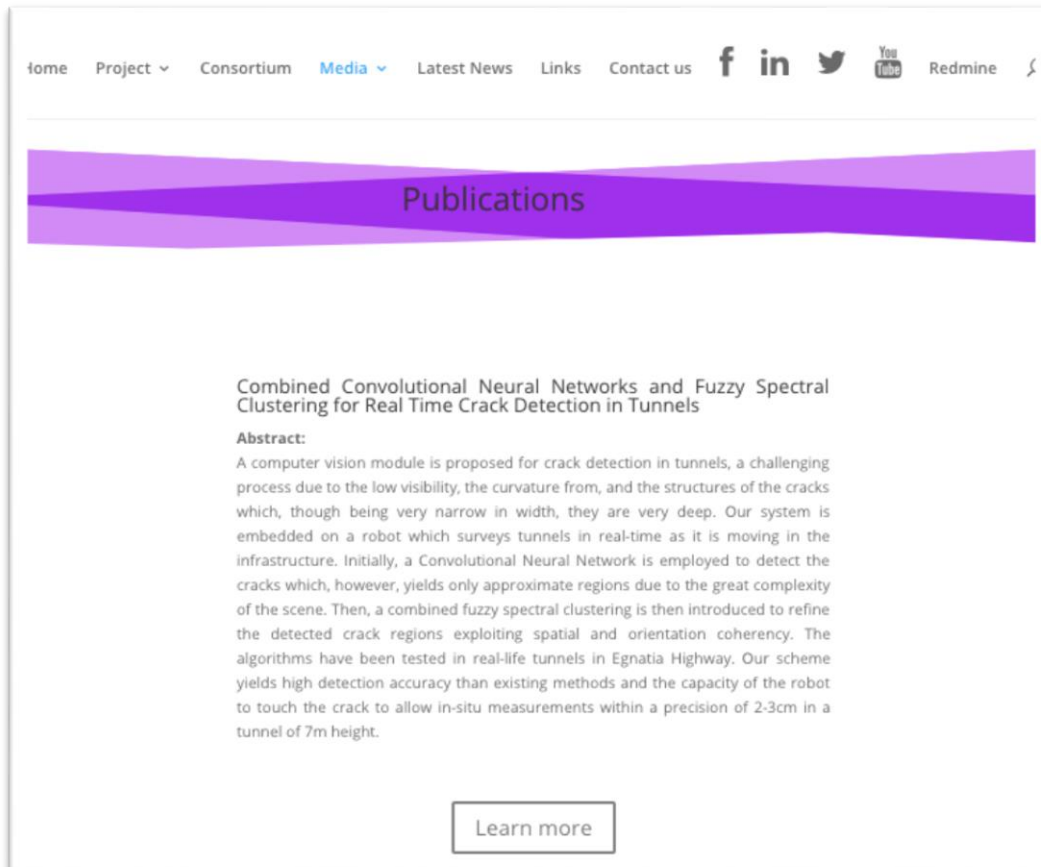 Home Project Consortium Media Latest News Links Contact us f in You Tube Redmine
Publications
Combined Convolutional Neural Networks and Fuzzy Spectral
Clustering for Real Time Crack Detection in Tunnels
Abstract:
A computer vision module is proposed for crack detection in tunnels, a challenging
process due to the low visibility, the curvature from, and the structures of the cracks
which, though being very narrow in width, they are very deep. Our system is
embedded on a robot which surveys tunnels in real-time as it is moving in the
infrastructure. Initially, a Convolutional Neural Network is employed to detect the
cracks which, however, yields only approximate regions due to the great complexity
of the scene. Then, a combined fuzzy spectral clustering is then introduced to refine
the detected crack regions exploiting spatial and orientation coherency. The
algorithms have been tested in real-life tunnels in Egnatia Highway. Our scheme
yields high detection accuracy than existing methods and the capacity of the robot
to touch the crack to allow in-situ measurements within a precision of 2-3cm in a
tunnel of 7m height.
Learn more